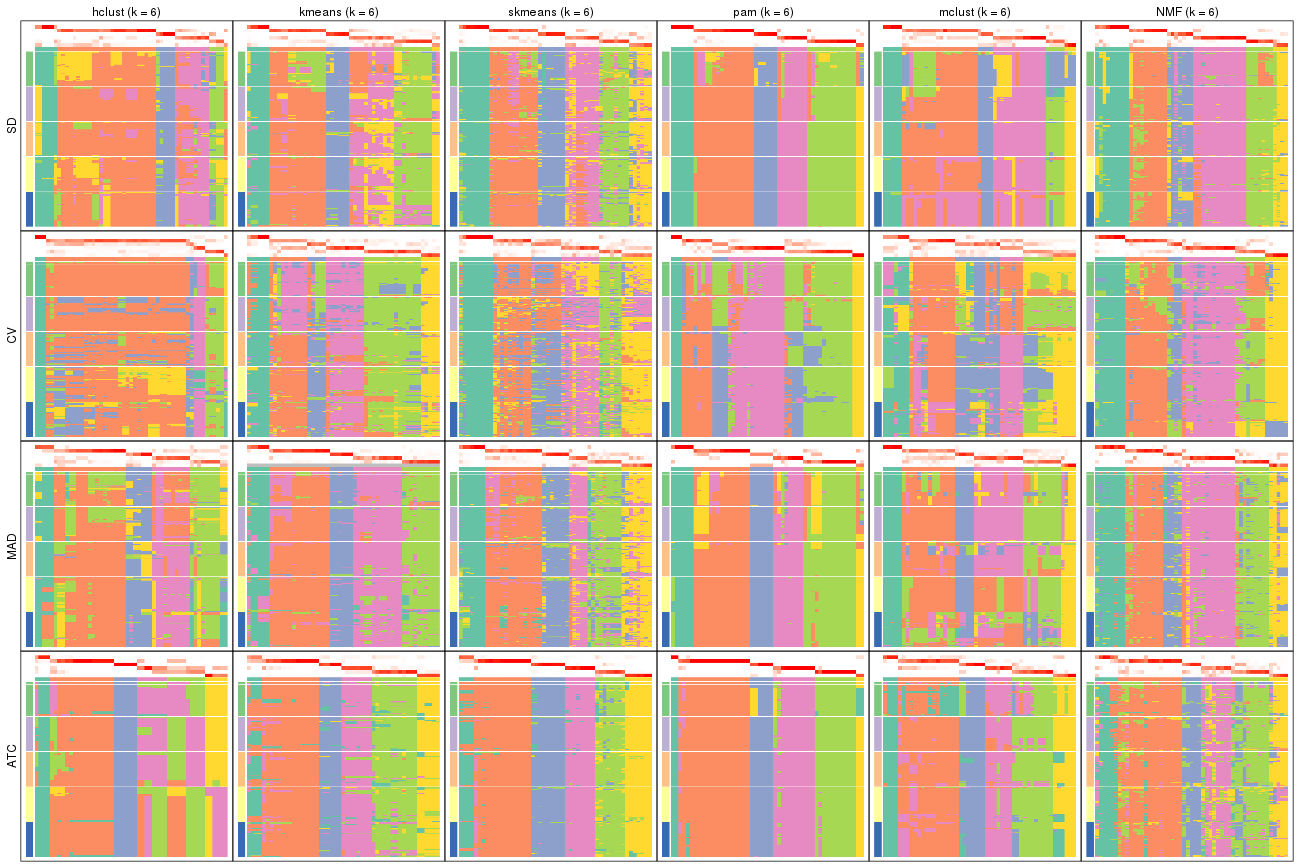 hclust (k = 6)
kmeans (k = 6)
skmeans (k = 6)
pam (k = 6)
mclust (k = 6)
NMF (k = 6)
SD
CV
MAD
ATC